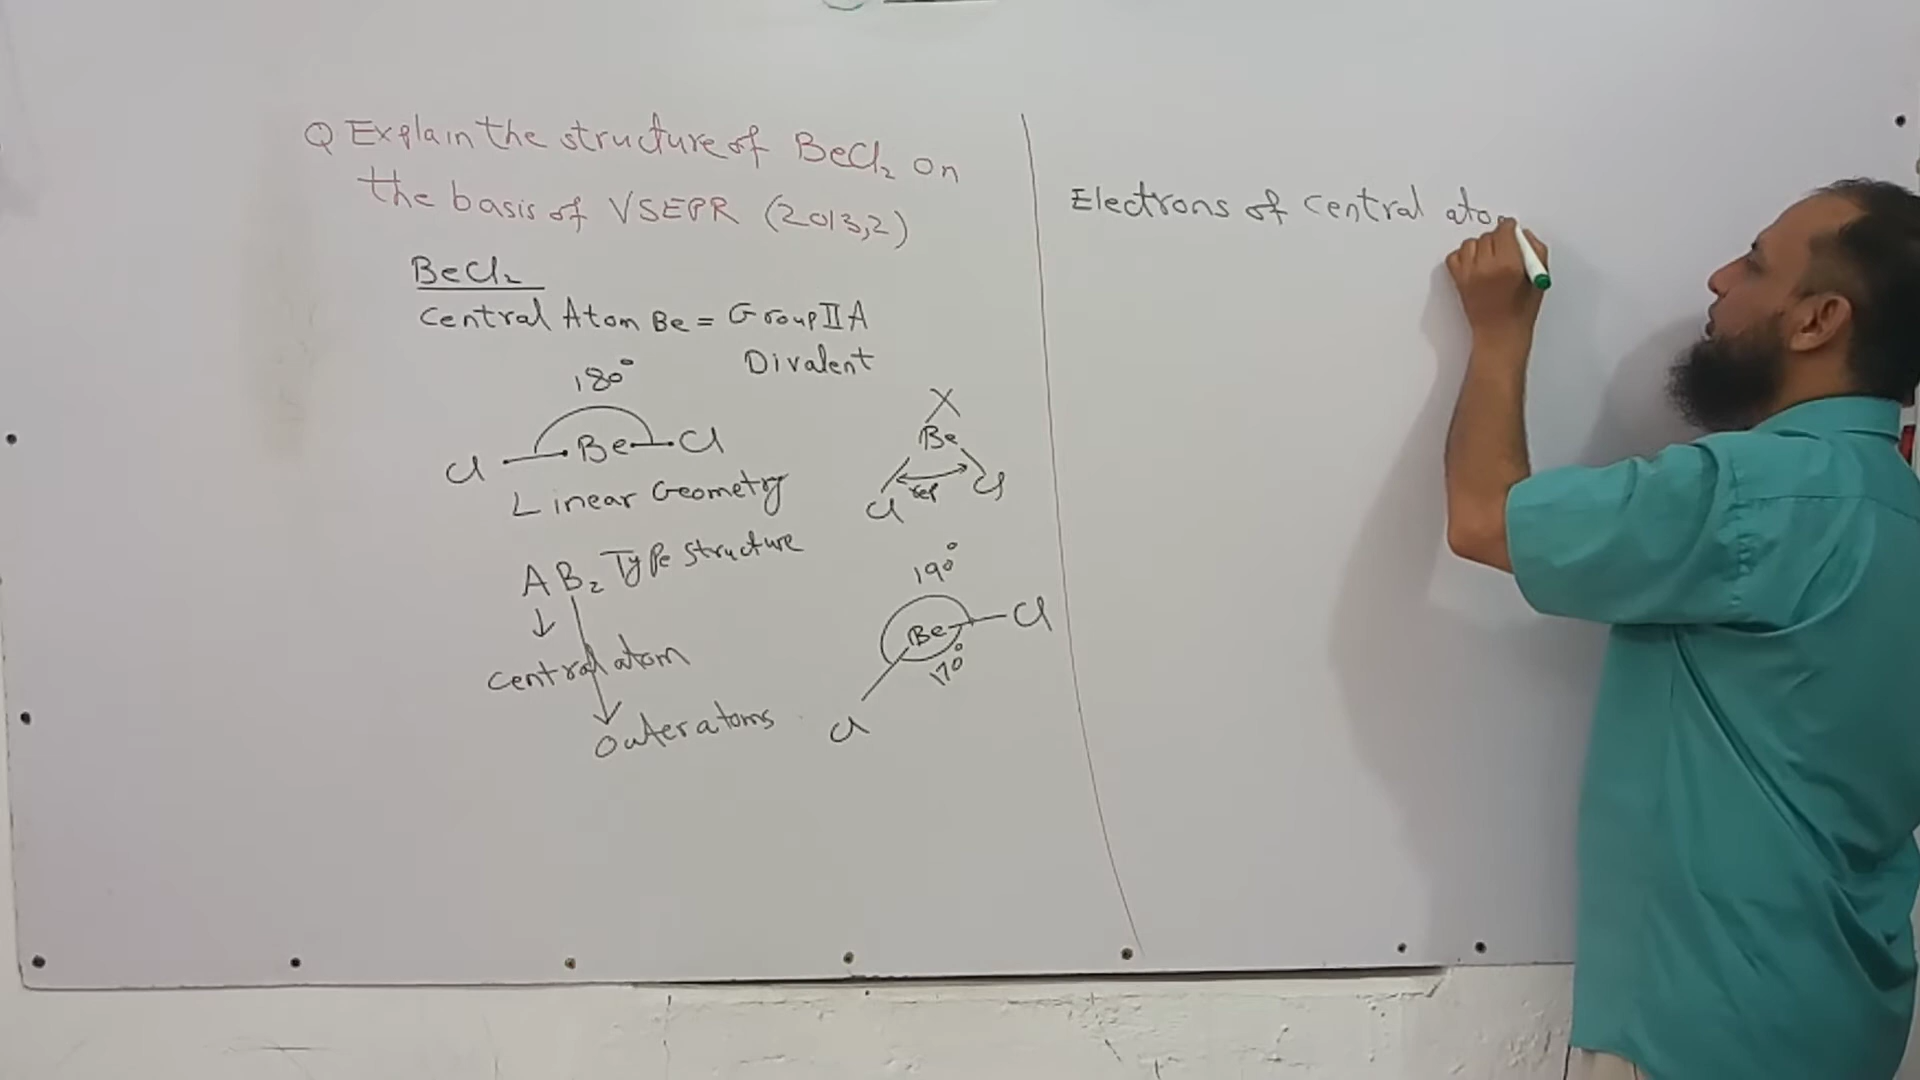 Q Explain the structure of BeCl₂ on
the basis of VSEPR (2013,2)
BeCl₂
Central Atom Be = Group II A
Divalent
180°
Cl Be Cl
Linear Geometry
AB₂ Type structure
central atom
outer atoms
X
Be
Cl rep Cl
190°
Be Cl
170°
Cl
Electrons of central atom